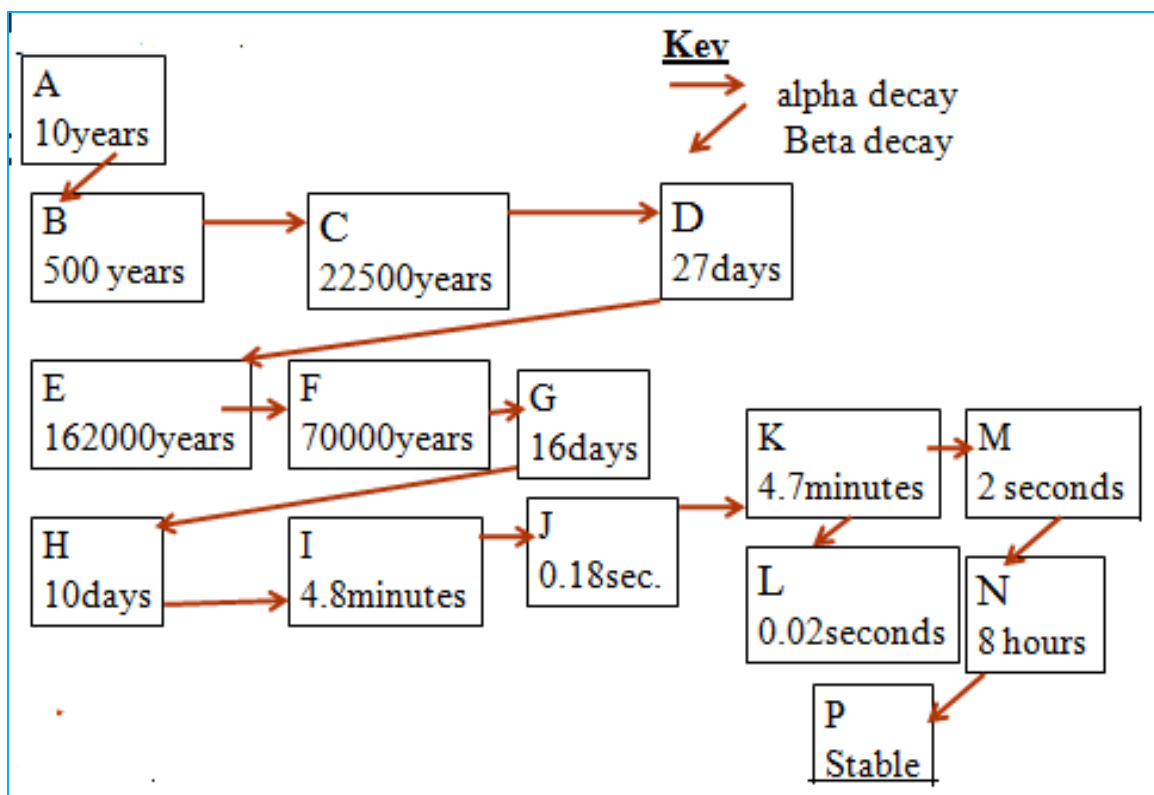 Key
alpha decay
Beta decay
A
10years
B
500 years
C
22500years
D
27days
E
162000years
F
70000years
G
16days
H
10days
I
4.8minutes
J
0.18sec.
K
4.7minutes
M
2 seconds
L
0.02seconds
N
8 hours
P
Stable